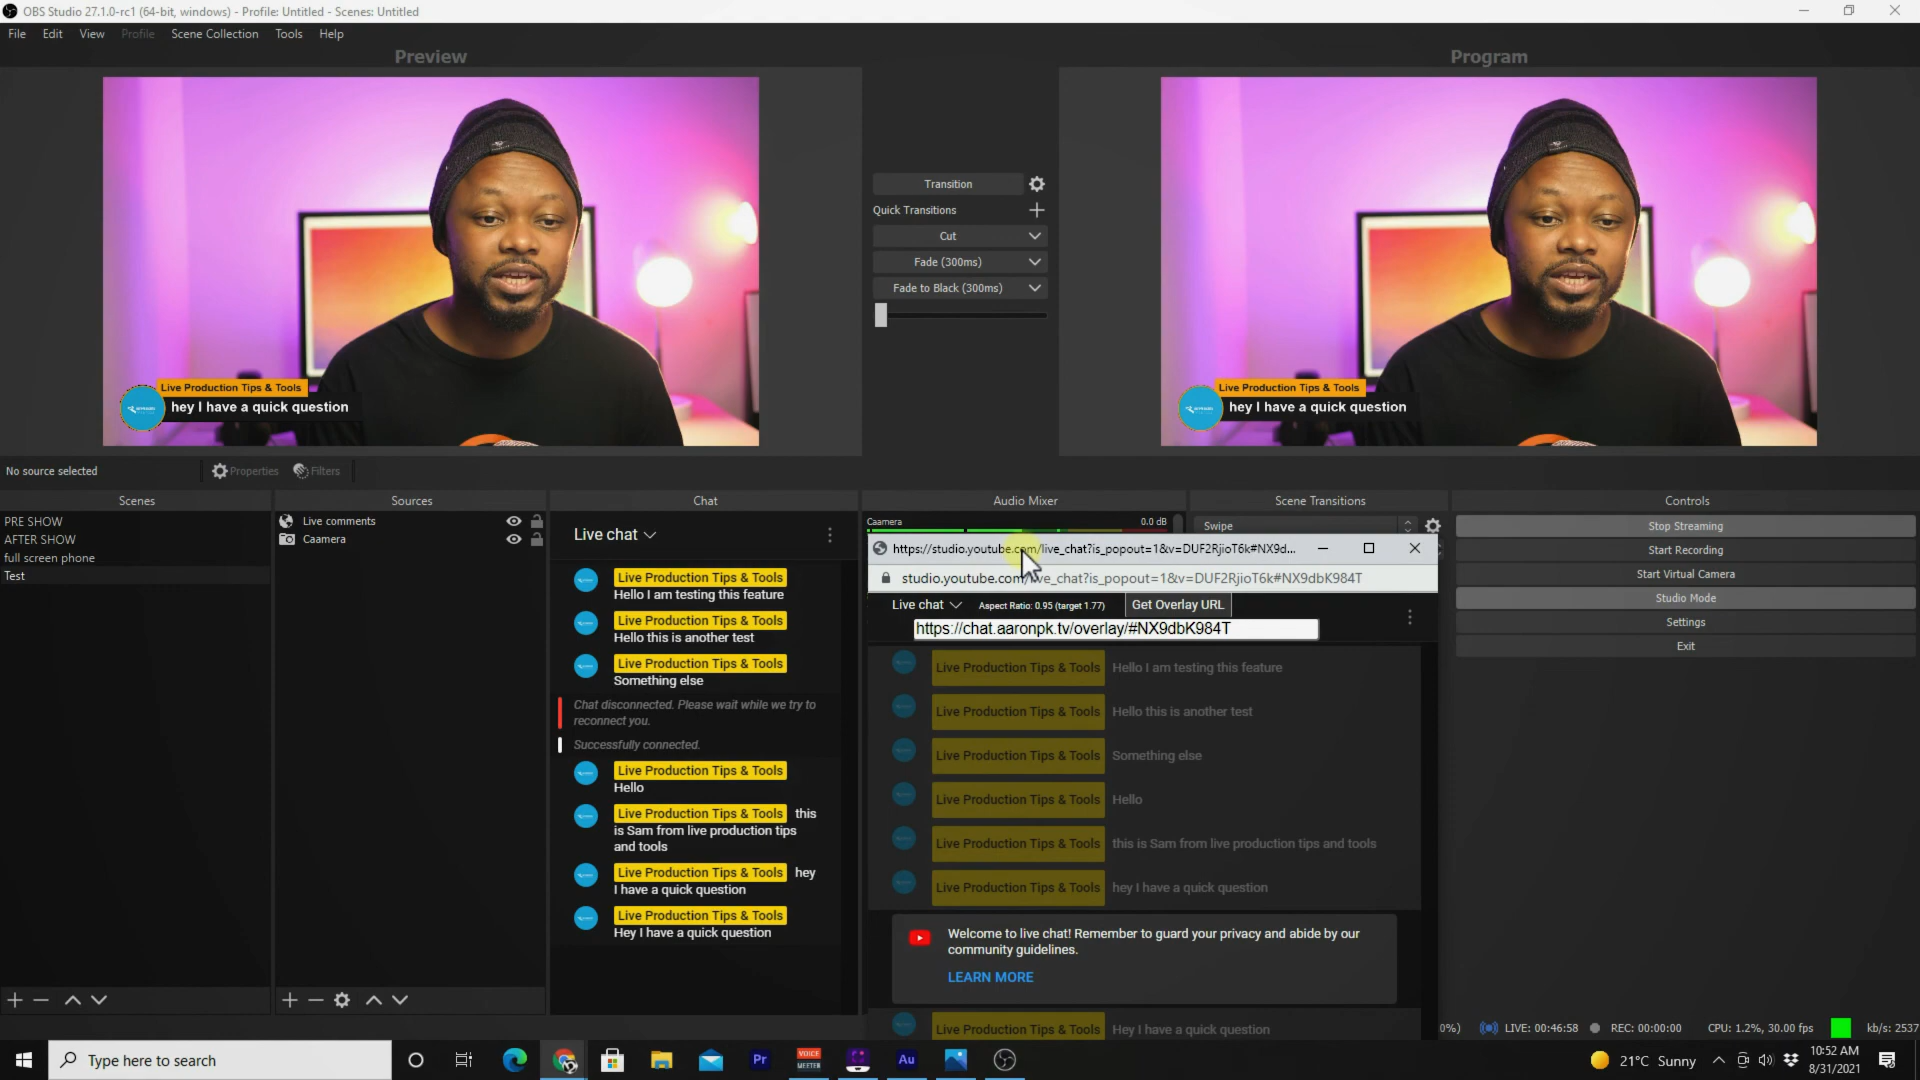 OBS Studio 27.1.0-rc1 (64-bit, windows) - Profile: Untitled - Scenes: Untitled
File Edit View Profile Scene Collection Tools Help
Preview
Program
Live Production Tips & Tools
hey I have a quick question
Transition
Quick Transitions
Cut
Fade (300ms)
Fade to Black (300ms)
Live Production Tips & Tools
hey I have a quick question
No source selected
Properties
Filters
Scenes
PRE SHOW
AFTER SHOW
full screen phone
Test
Sources
Live comments
Caamera
Chat
Live chat
Live Production Tips & Tools
Hello I am testing this feature
Live Production Tips & Tools
Hello this is another test
Live Production Tips & Tools
Something else
Chat disconnected. Please wait while we try to
reconnect you.
Successfully connected.
Live Production Tips & Tools
Hello
Live Production Tips & Tools this
is Sam from live production tips
and tools
Live Production Tips & Tools hey
I have a quick question
Live Production Tips & Tools
Hey I have a quick question
Audio Mixer
Caamera 0.0 dB
Scene Transitions
Swipe
https://studio.youtube.com/live_chat?is_popout=1&v=DUF2RjioT6k#NX9d...
studio.youtube.com/live_chat?is_popout=1&v=DUF2RjioT6k#NX9dbK984T
Live chat Aspect Ratio: 0.95 (target 1.77) Get Overlay URL
https://chat.aaronpk.tv/overlay/#NX9dbK984T
Live Production Tips & Tools Hello I am testing this feature
Live Production Tips & Tools Hello this is another test
Live Production Tips & Tools Something else
Live Production Tips & Tools Hello
Live Production Tips & Tools this is Sam from live production tips and tools
Live Production Tips & Tools hey I have a quick question
Welcome to live chat! Remember to guard your privacy and abide by our
community guidelines.
LEARN MORE
Live Production Tips & Tools Hey I have a quick question
Controls
Stop Streaming
Start Recording
Start Virtual Camera
Studio Mode
Settings
Exit
0%) LIVE: 00:46:58 REC: 00:00:00 CPU: 1.2%, 30.00 fps kb/s: 2537
Type here to search
Pr
VOICE
MEETER
Au
21°C Sunny
10:52 AM
8/31/2021